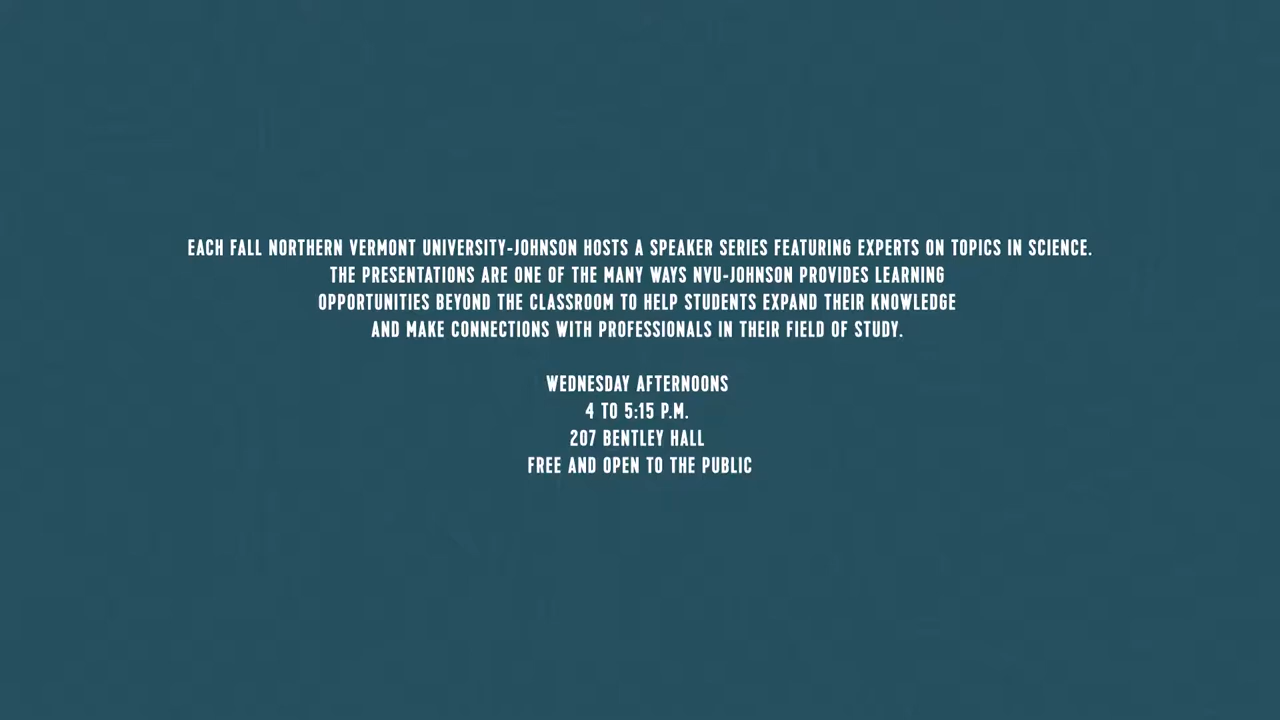 EACH FALL NORTHERN VERMONT UNIVERSITY-JOHNSON HOSTS A SPEAKER SERIES FEATURING EXPERTS ON TOPICS IN SCIENCE.
THE PRESENTATIONS ARE ONE OF THE MANY WAYS NVU-JOHNSON PROVIDES LEARNING
OPPORTUNITIES BEYOND THE CLASSROOM TO HELP STUDENTS EXPAND THEIR KNOWLEDGE
AND MAKE CONNECTIONS WITH PROFESSIONALS IN THEIR FIELD OF STUDY.
WEDNESDAY AFTERNOONS
4 TO 5:15 P.M.
207 BENTLEY HALL
FREE AND OPEN TO THE PUBLIC